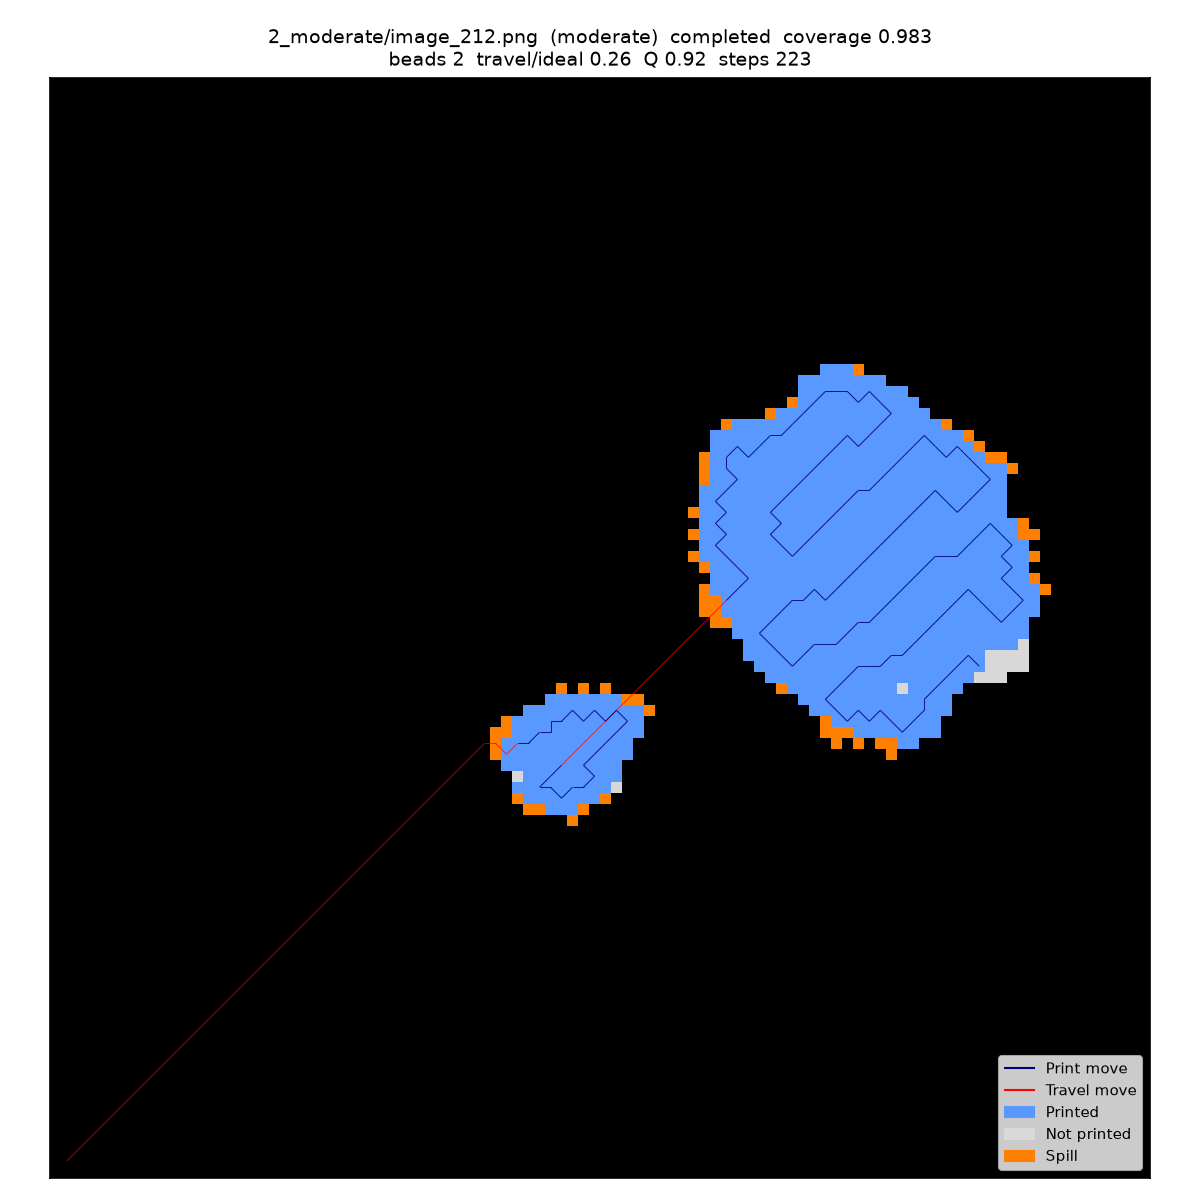 2_moderate/image_212.png  (moderate)  completed  coverage 0.983
beads 2  travel/ideal 0.26  Q 0.92  steps 223
Print move
Travel move
Printed
Not printed
Spill